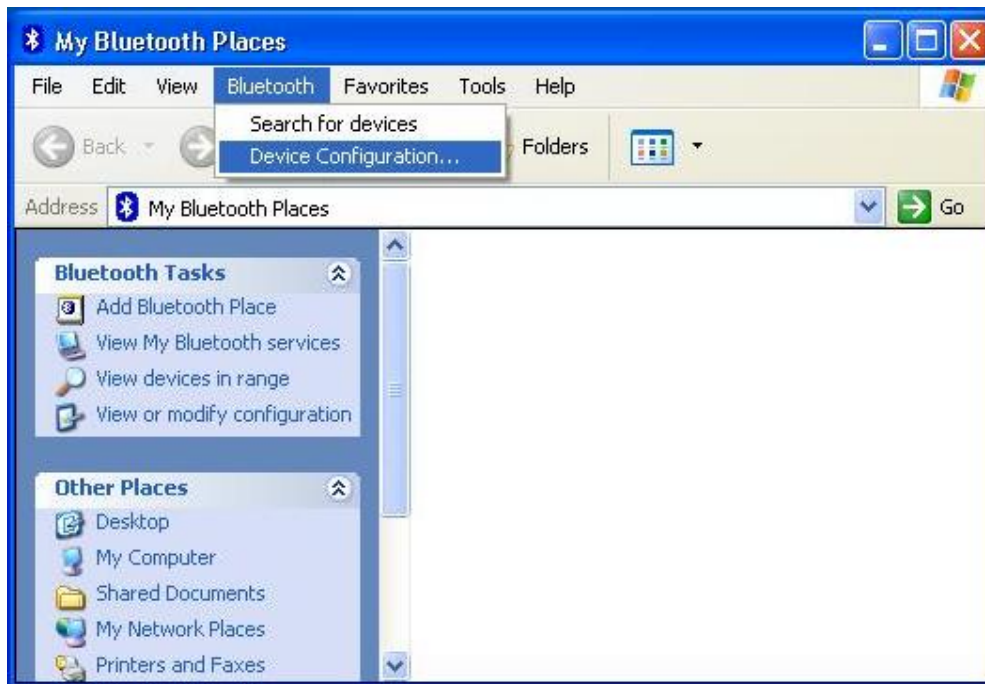 My Bluetooth Places
File Edit View Bluetooth Favorites Tools Help
Search for devices
Device Configuration...
Back Folders
Address My Bluetooth Places Go
Bluetooth Tasks
Add Bluetooth Place
View My Bluetooth services
View devices in range
View or modify configuration
Other Places
Desktop
My Computer
Shared Documents
My Network Places
Printers and Faxes